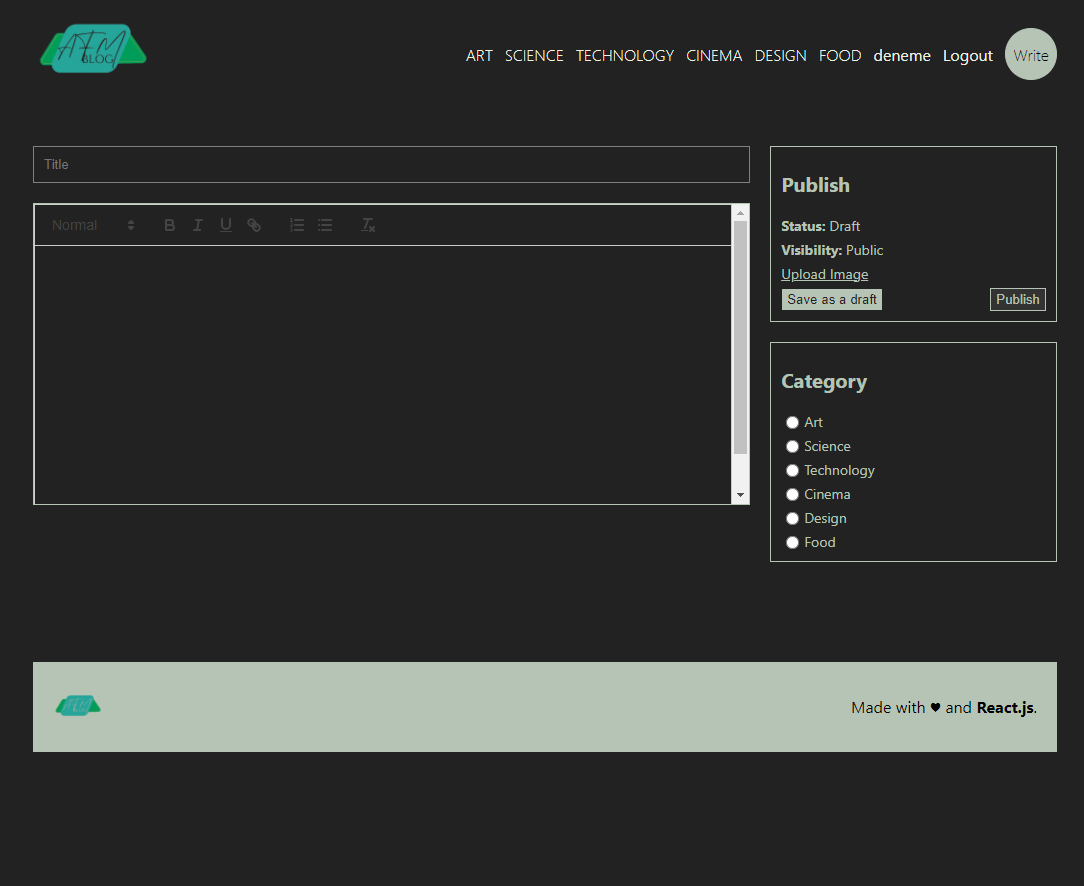 AFM
BLOG
ART SCIENCE TECHNOLOGY CINEMA DESIGN FOOD deneme Logout Write
Title
Normal B I U
Publish
Status: Draft
Visibility: Public
Upload Image
Save as a draft Publish
Category
Art
Science
Technology
Cinema
Design
Food
AFM
Made with ♥ and React.js.